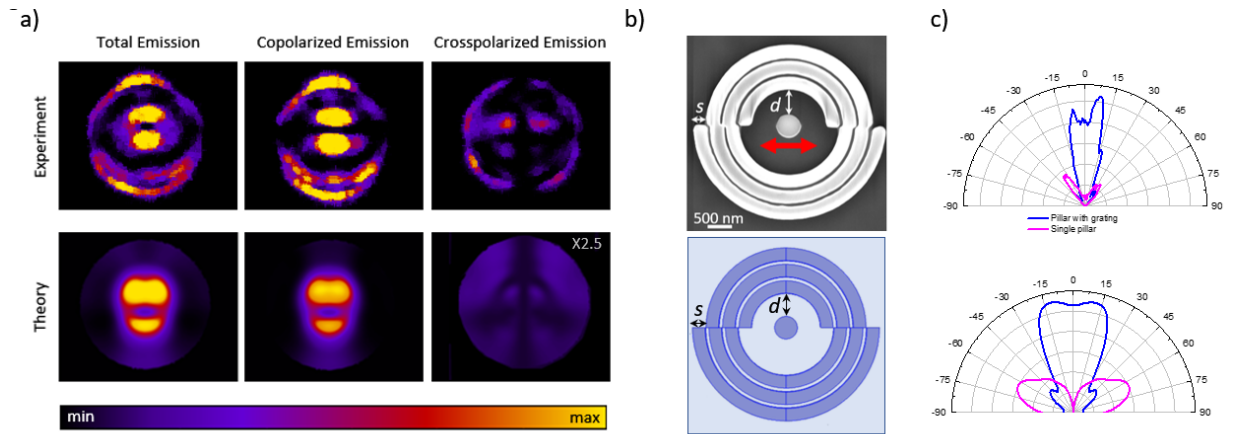 a)
b)
c)
Total Emission
Copolarized Emission
Crosspolarized Emission
Experiment
Theory
X2.5
min
max
s
d
500 nm
s
d
-90
-75
-60
-45
-30
-15
0
15
30
45
60
75
90
Pillar with grating
Single pillar
-90
-75
-60
-45
-30
-15
0
15
30
45
60
75
90